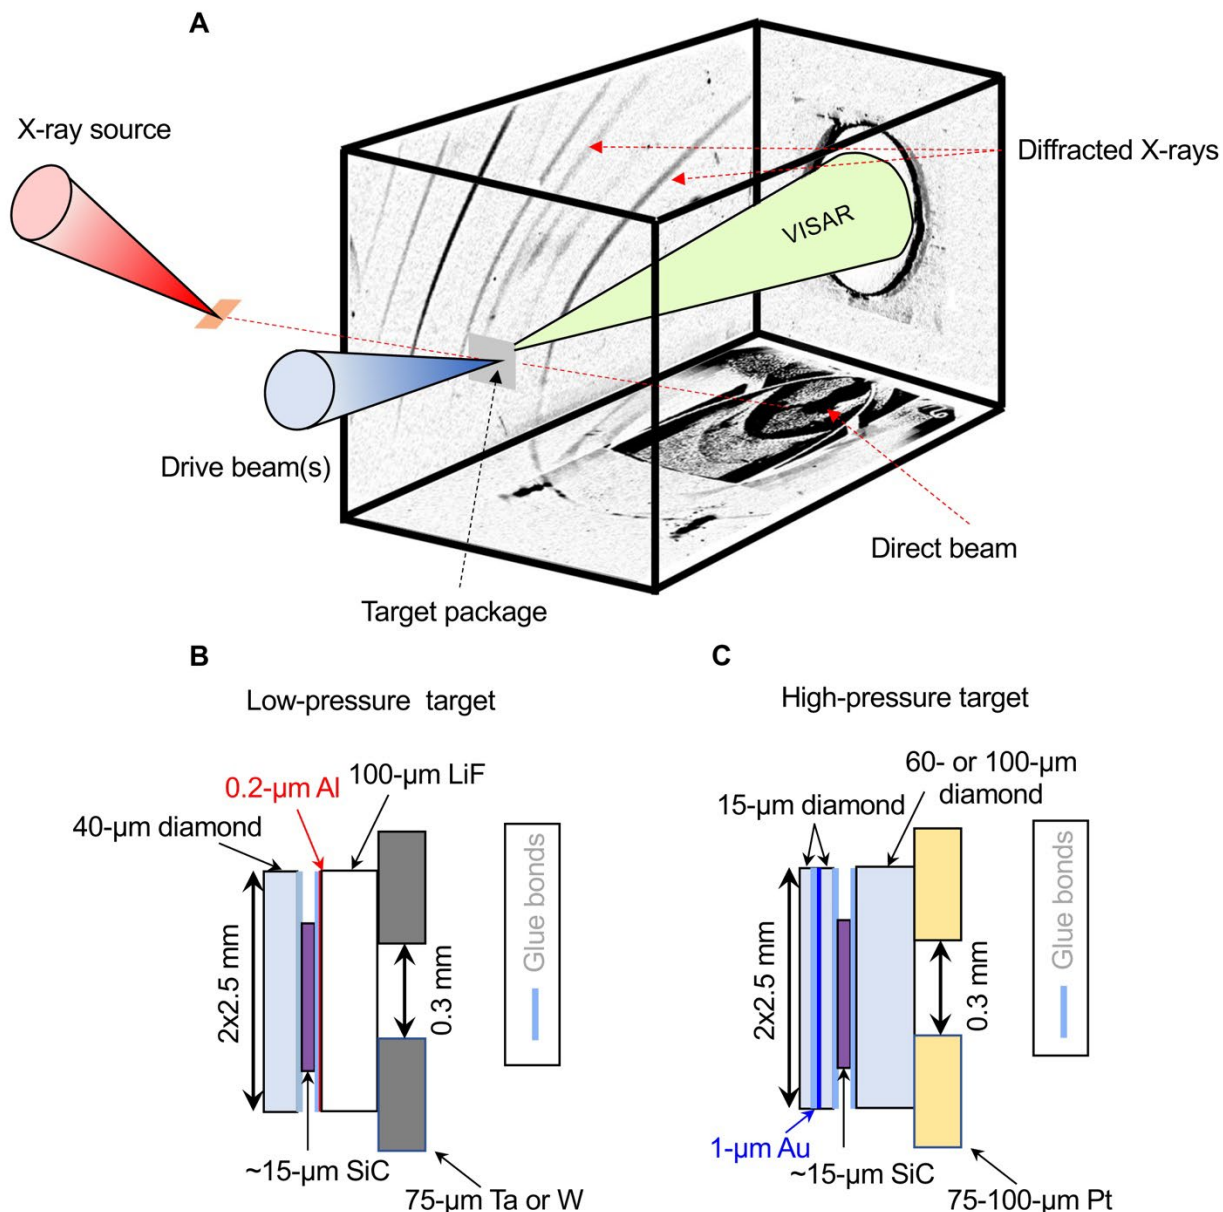 A
X-ray source
Diffracted X-rays
VISAR
Drive beam(s)
Direct beam
Target package
B
Low-pressure target
0.2-µm Al
100-µm LiF
40-µm diamond
2x2.5 mm
0.3 mm
Glue bonds
~15-µm SiC
75-µm Ta or W
C
High-pressure target
60- or 100-µm
diamond
15-µm diamond
2x2.5 mm
0.3 mm
Glue bonds
1-µm Au
~15-µm SiC
75-100-µm Pt